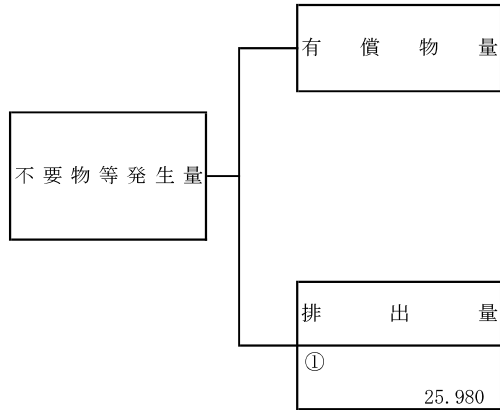 有償物量
不要物等発生量
排出量
①
25.980